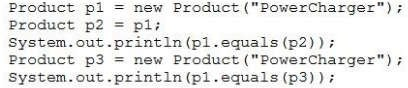 Product p1 = new Product("PowerCharger");
Product p2 = p1;
System.out.println(p1.equals(p2));
Product p3 = new Product("PowerCharger");
System.out.println(p1.equals(p3));